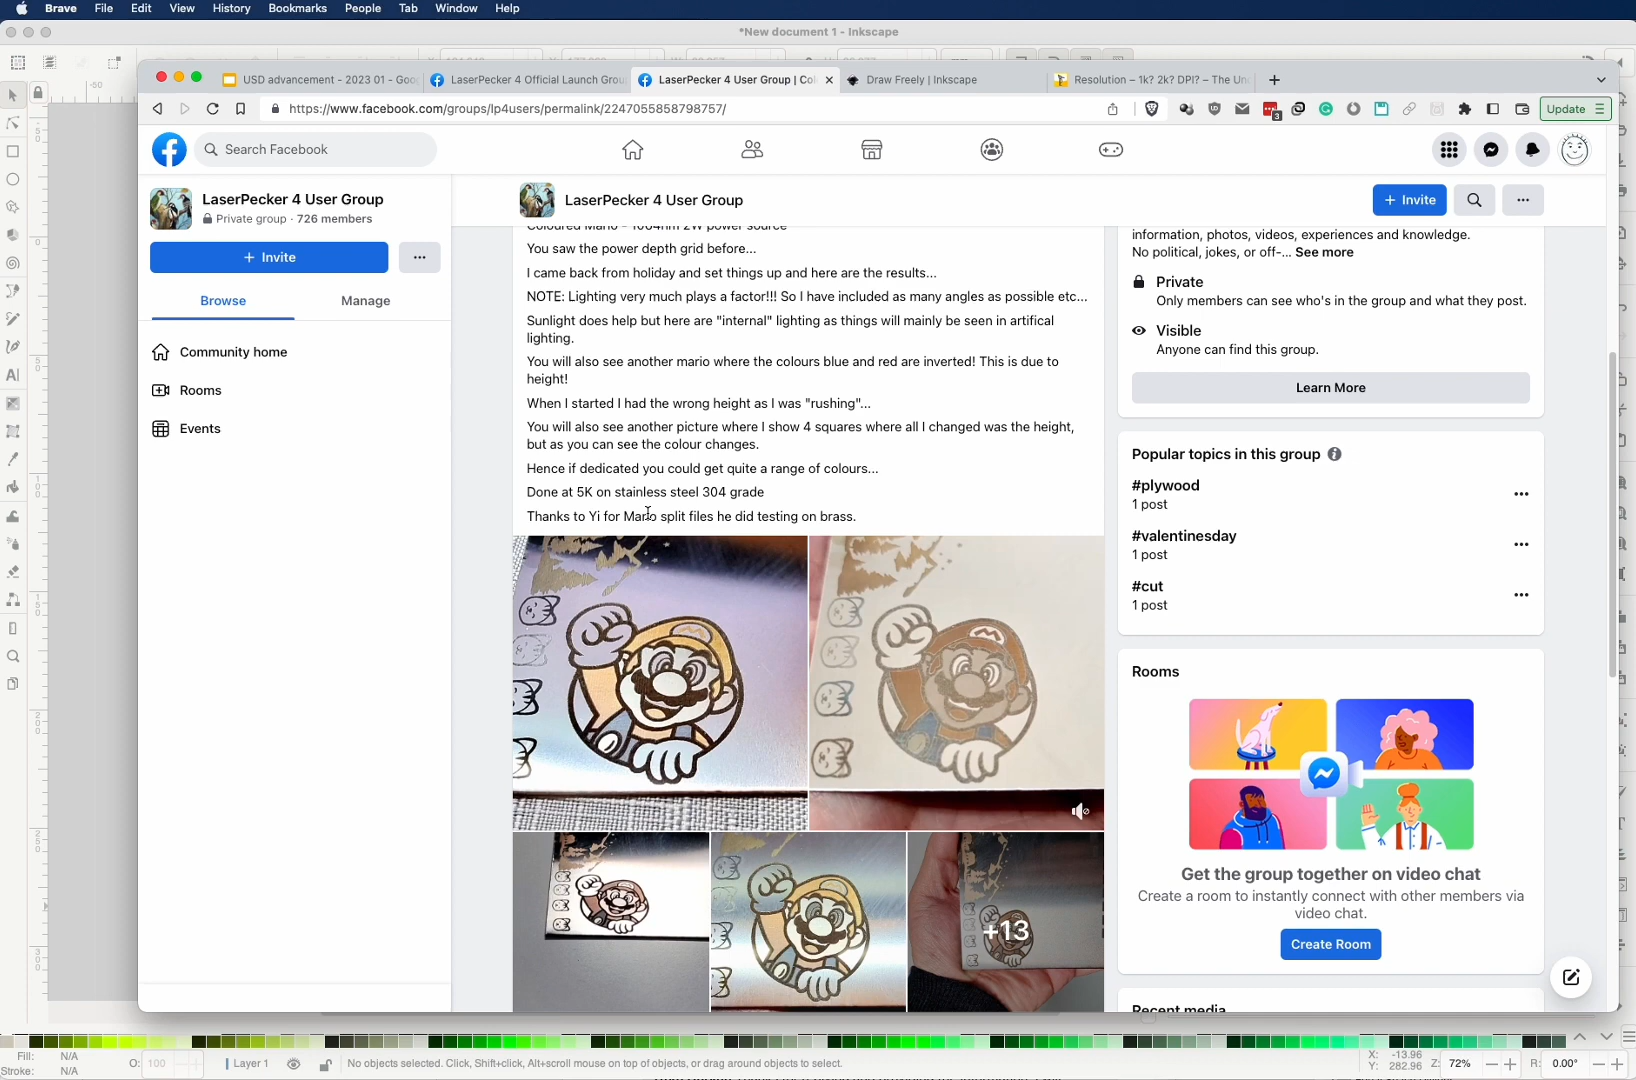 Brave File Edit View History Bookmarks People Tab Window Help
*New document 1 - Inkscape
USD advancement - 2023 01 - Goo
LaserPecker 4 Official Launch Grou
LaserPecker 4 User Group | Co
Draw Freely | Inkscape
Resolution – 1k? 2k? DPI? – The Un
https://www.facebook.com/groups/lp4users/permalink/2247055858798757/
3
Update
Search Facebook
LaserPecker 4 User Group
Private group · 726 members
+ Invite
...
Browse Manage
Community home
Rooms
Events
LaserPecker 4 User Group
+ Invite
...
Coloured Mario - 1064nm 2W power source
You saw the power depth grid before...
I came back from holiday and set things up and here are the results...
NOTE: Lighting very much plays a factor!!! So I have included as many angles as possible etc...
Sunlight does help but here are "internal" lighting as things will mainly be seen in artifical
lighting.
You will also see another mario where the colours blue and red are inverted! This is due to
height!
When I started I had the wrong height as I was "rushing"...
You will also see another picture where I show 4 squares where all I changed was the height,
but as you can see the colour changes.
Hence if dedicated you could get quite a range of colours...
Done at 5K on stainless steel 304 grade
Thanks to Yi for Mario split files he did testing on brass.
+13
information, photos, videos, experiences and knowledge.
No political, jokes, or off-... See more
Private
Only members can see who's in the group and what they post.
Visible
Anyone can find this group.
Learn More
Popular topics in this group
#plywood
1 post
#valentinesday
1 post
#cut
1 post
Rooms
Get the group together on video chat
Create a room to instantly connect with other members via
video chat.
Create Room
Recent media
Fill: N/A
Stroke: N/A
O: 100
Layer 1
No objects selected. Click, Shift+click, Alt+scroll mouse on top of objects, or drag around objects to select.
X: -13.96
Y: 282.96
Z: 72%
R: 0.00°